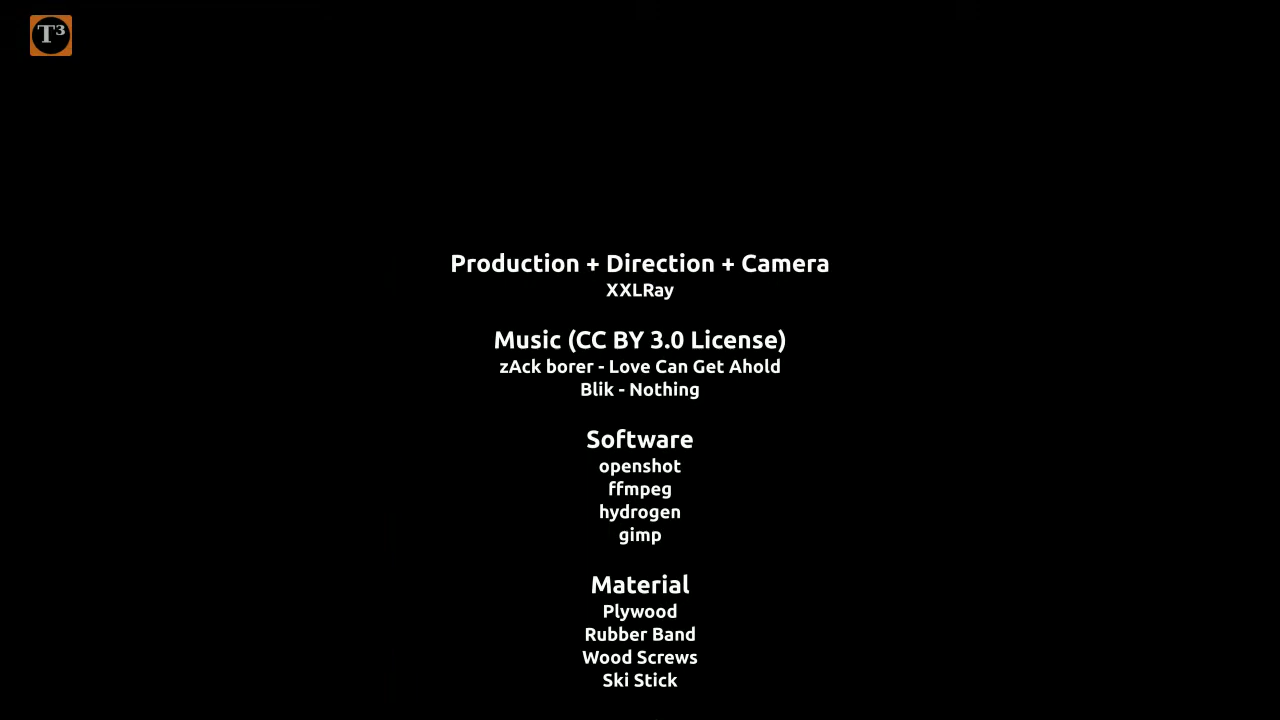 T³
Production + Direction + Camera
XXLRay
Music (CC BY 3.0 License)
zAck borer - Love Can Get Ahold
Blik - Nothing
Software
openshot
ffmpeg
hydrogen
gimp
Material
Plywood
Rubber Band
Wood Screws
Ski Stick